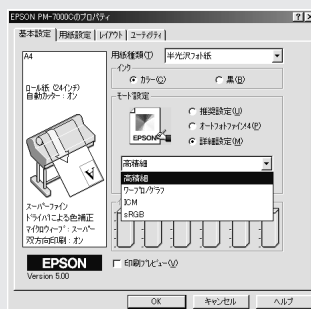 EPSON PM-7000Cのプロパティ
基本設定 用紙設定 レイアウト ユーティリティ
A4
ロール紙 (24インチ)
自動カッター : オン
スーパーファイン
ドライバによる色補正
マイクロウィーブ : スーパー
双方向印刷 : オン
EPSON
Version 5.00
用紙種類(T) 半光沢フォト紙
インク
カラー(C) 黒(B)
モード設定
EPSON
推奨設定(U)
オートフォトファイン!4(P)
詳細設定(M)
高精細
高精細
ワープロ/グラフ
ICM
sRGB
印刷プレビュー(V)
OK キャンセル ヘルプ